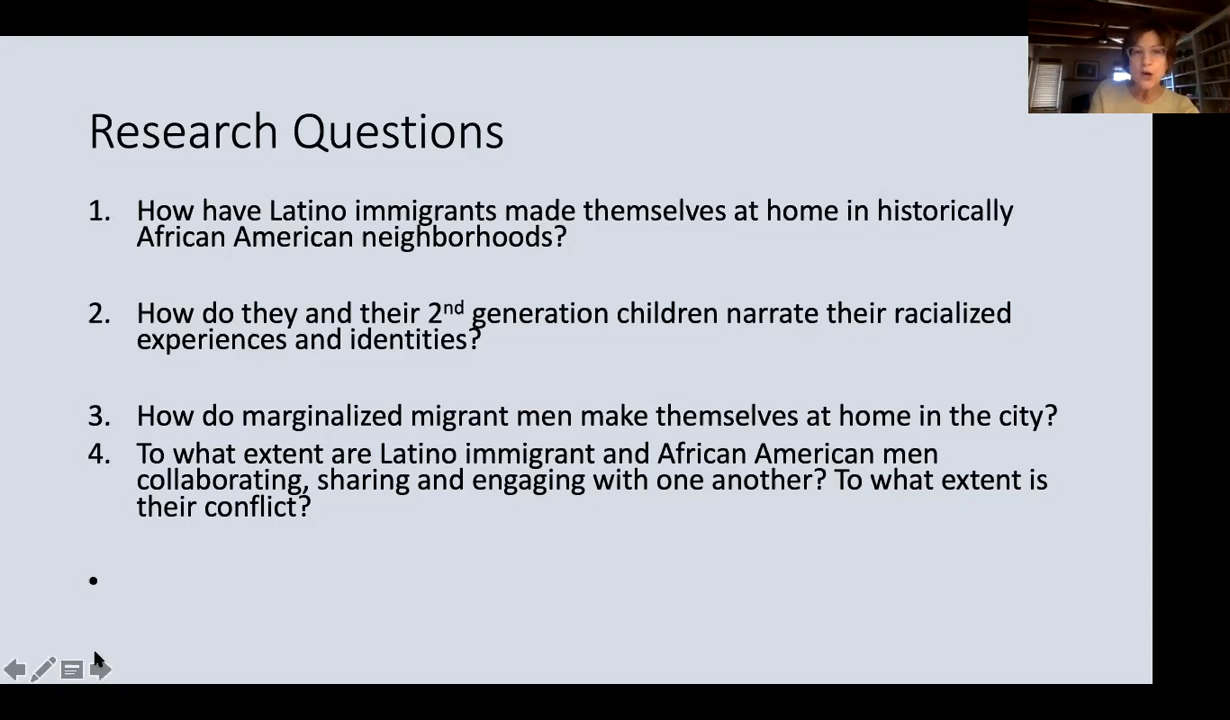 Research Questions
1. How have Latino immigrants made themselves at home in historically
African American neighborhoods?
2. How do they and their 2nd generation children narrate their racialized
experiences and identities?
3. How do marginalized migrant men make themselves at home in the city?
4. To what extent are Latino immigrant and African American men
collaborating, sharing and engaging with one another? To what extent is
their conflict?
•